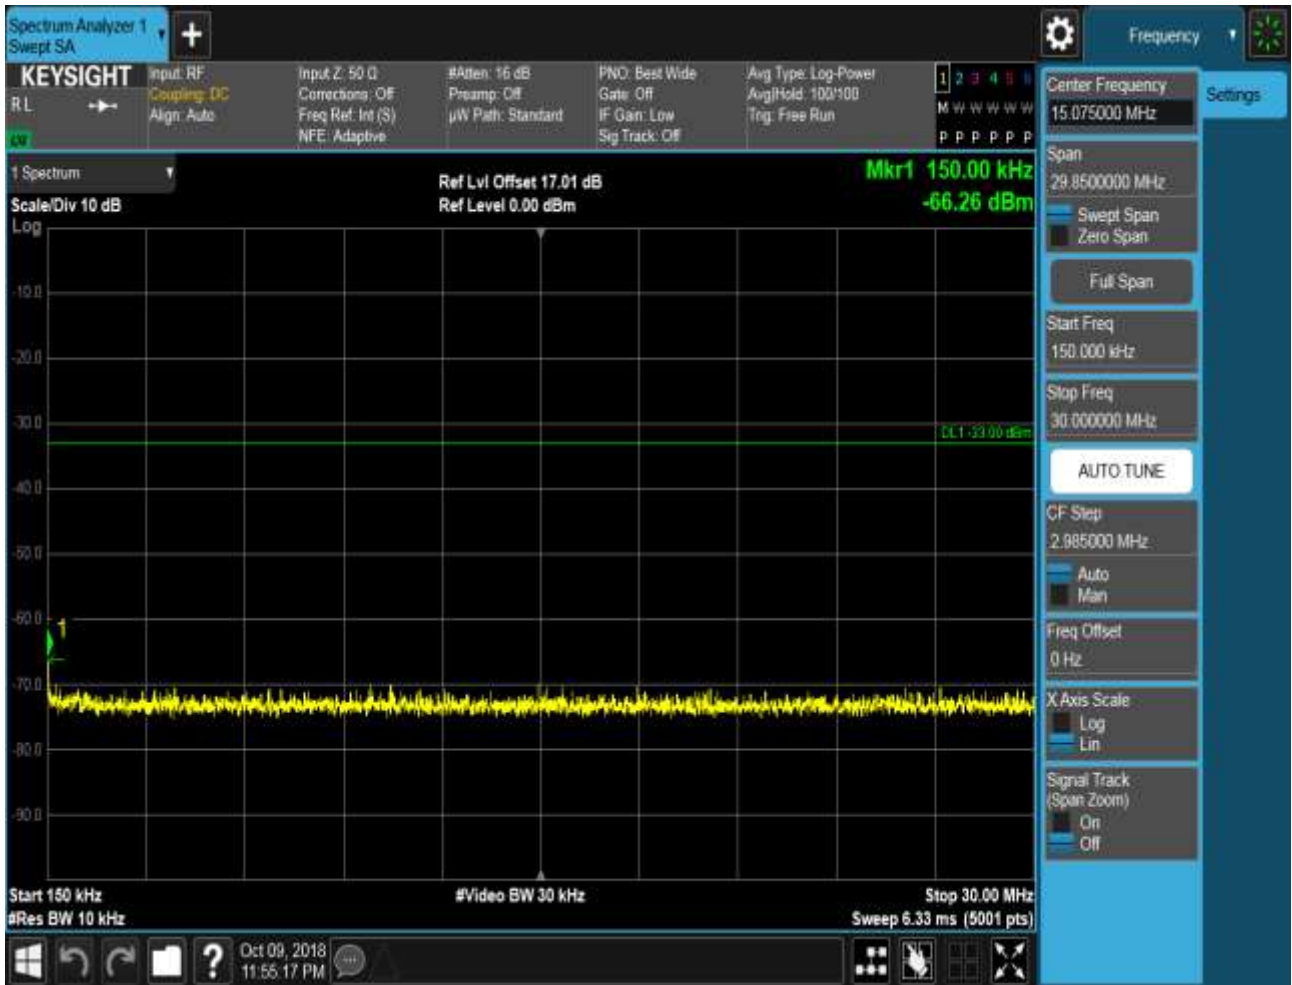 Spectrum Analyzer 1
Swept SA
Frequency
KEYSIGHT
R L
Input: RF
Coupling: DC
Align: Auto
Input Z: 50 Ω
Corrections: Off
Freq Ref: Int (S)
NFE: Adaptive
#Atten: 16 dB
Preamp: Off
µW Path: Standard
PNO: Best Wide
Gate: Off
IF Gain: Low
Sig Track: Off
Avg Type: Log-Power
Avg|Hold: 100/100
Trig: Free Run
1 2 3 4 5 6
M W W W W W
P P P P P P
1 Spectrum
Scale/Div 10 dB
Ref Lvl Offset 17.01 dB
Ref Level 0.00 dBm
Mkr1 150.00 kHz
-66.26 dBm
Log
-10.0
-20.0
-30.0
DL1 -33.00 dBm
-40.0
-50.0
-60.0
1
-70.0
-80.0
-90.0
Start 150 kHz
#Video BW 30 kHz
Stop 30.00 MHz
#Res BW 10 kHz
Sweep 6.33 ms (5001 pts)
Oct 09, 2018
11:55:17 PM
Center Frequency
15.075000 MHz
Settings
Span
29.8500000 MHz
Swept Span
Zero Span
Full Span
Start Freq
150.000 kHz
Stop Freq
30.000000 MHz
AUTO TUNE
CF Step
2.985000 MHz
Auto
Man
Freq Offset
0 Hz
X Axis Scale
Log
Lin
Signal Track
(Span Zoom)
On
Off